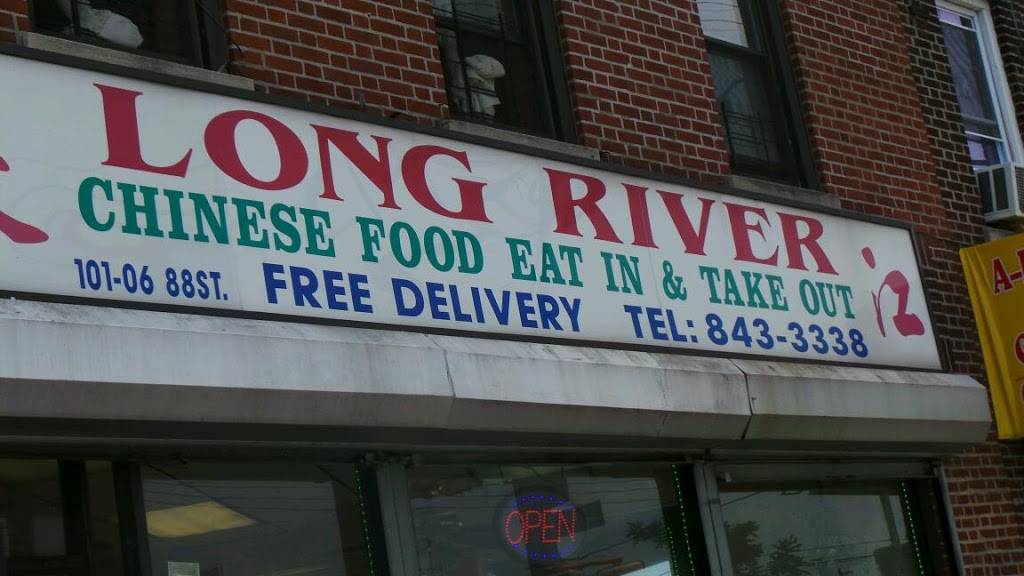 LONG RIVER
CHINESE FOOD EAT IN & TAKE OUT
101-06 88ST. FREE DELIVERY TEL: 843-3338
OPEN